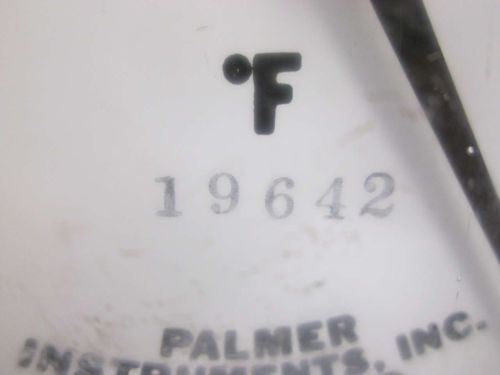 °F
19642
PALMER
INSTRUMENTS, INC.